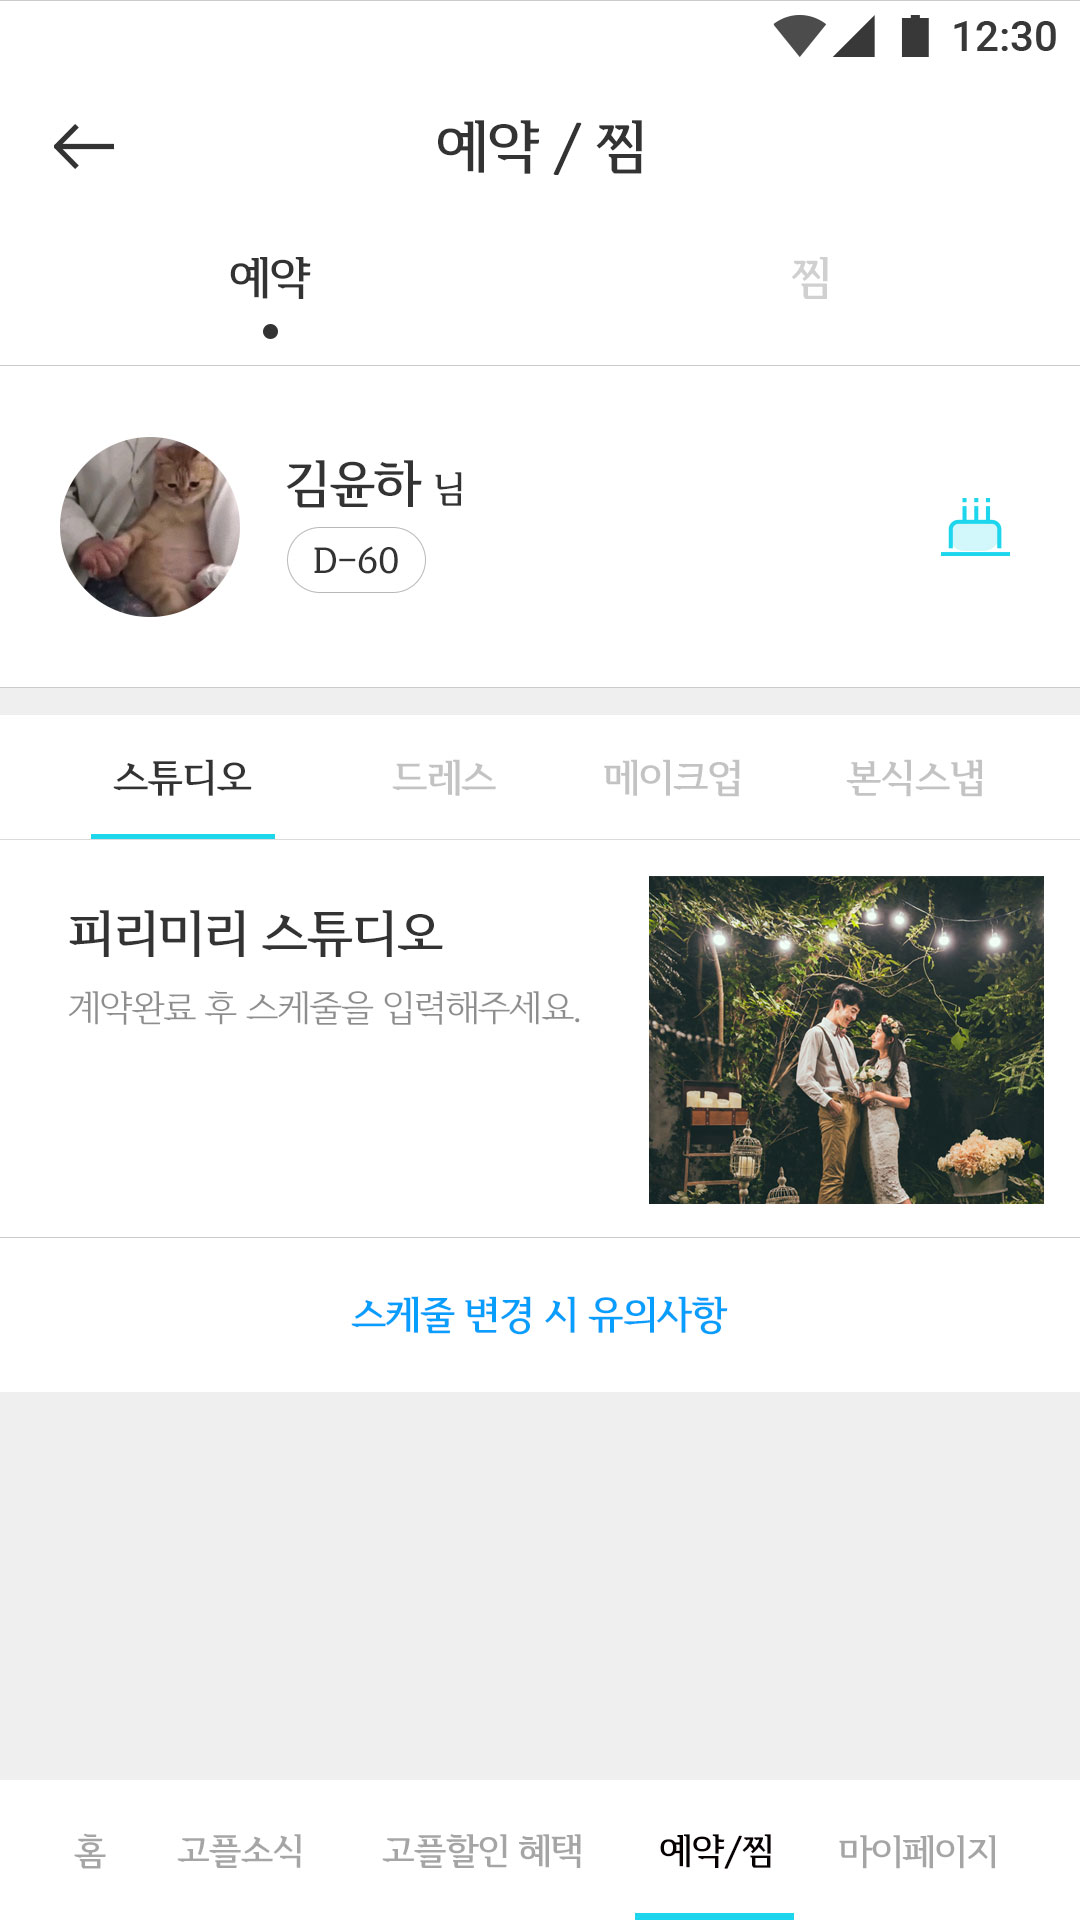 12:30
예약 / 찜
예약
찜
김윤하 님
D-60
스튜디오
드레스
메이크업
본식스냅
피리미리 스튜디오
계약완료 후 스케줄을 입력해주세요.
스케줄 변경 시 유의사항
홈
고플소식
고플할인 혜택
예약/찜
마이페이지